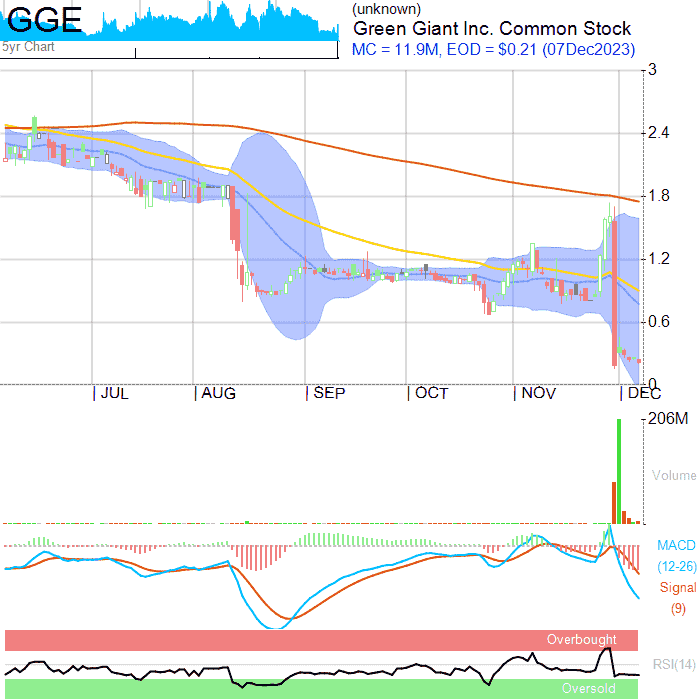 GGE
5yr Chart
(unknown)
Green Giant Inc. Common Stock
MC = 11.9M, EOD = $0.21 (07Dec2023)
3
2.4
1.8
1.2
0.6
0
JUL AUG SEP OCT NOV DEC
206M
Volume
MACD
(12-26)
Signal
(9)
Overbought
RSI(14)
Oversold